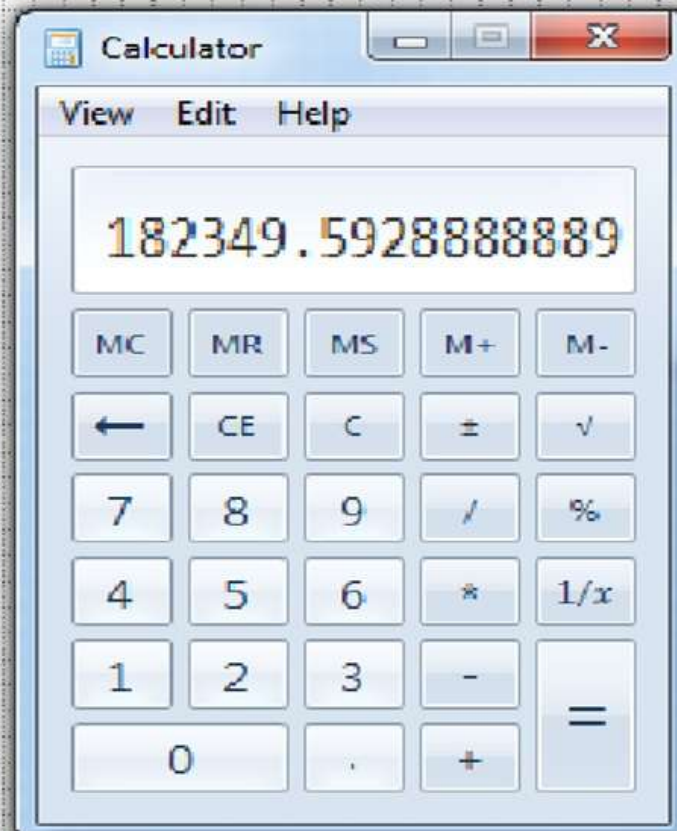 Calculator
View Edit Help
182349.5928888889
MC MR MS M+ M-
← CE C ± √
7 8 9 / %
4 5 6 * 1/x
1 2 3 - =
0 . +